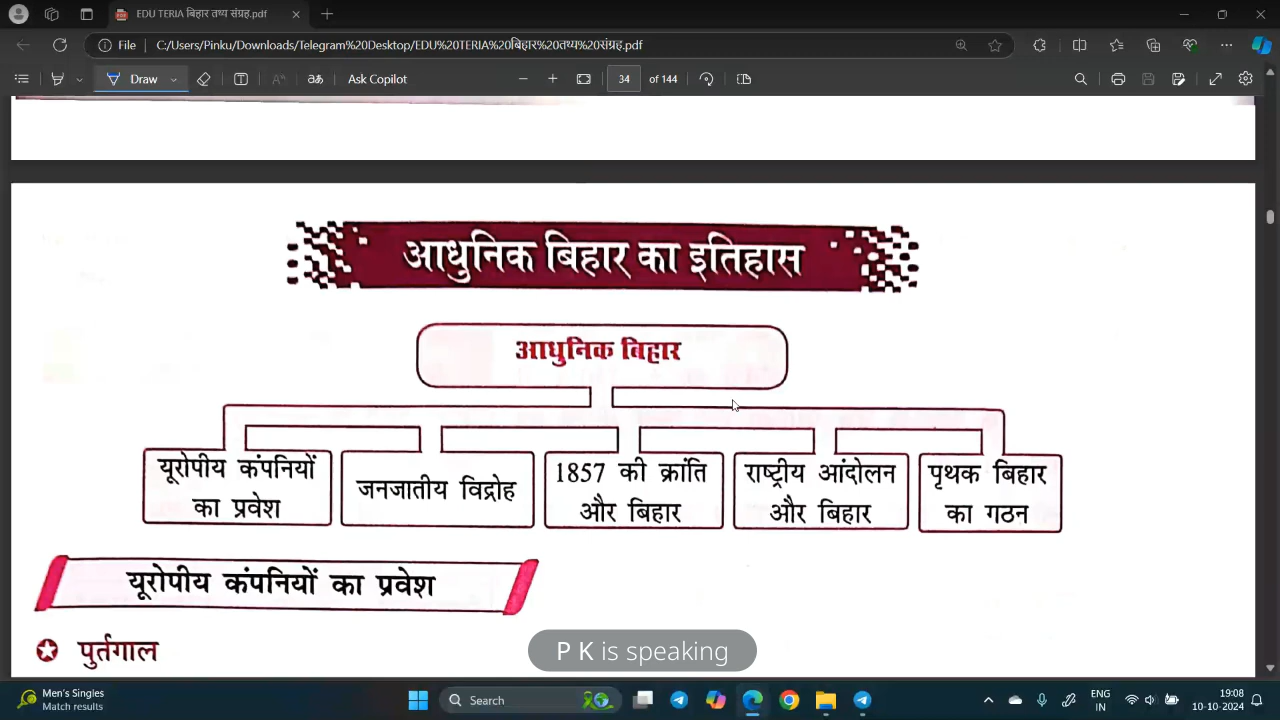 EDU TERIA बिहार तथ्य संग्रह.pdf
File
C:/Users/Pinku/Downloads/Telegram%20Desktop/EDU%20TERIA%20बिहार%20तथ्य%20संग्रह.pdf
Draw
Ask Copilot
34 of 144
आधुनिक बिहार का इतिहास
आधुनिक बिहार
यूरोपीय कंपनियों
का प्रवेश
जनजातीय विद्रोह
1857 की क्रांति
और बिहार
राष्ट्रीय आंदोलन
और बिहार
पृथक बिहार
का गठन
यूरोपीय कंपनियों का प्रवेश
पुर्तगाल
P K is speaking
Men's Singles
Match results
Search
ENG
IN
19:08
10-10-2024